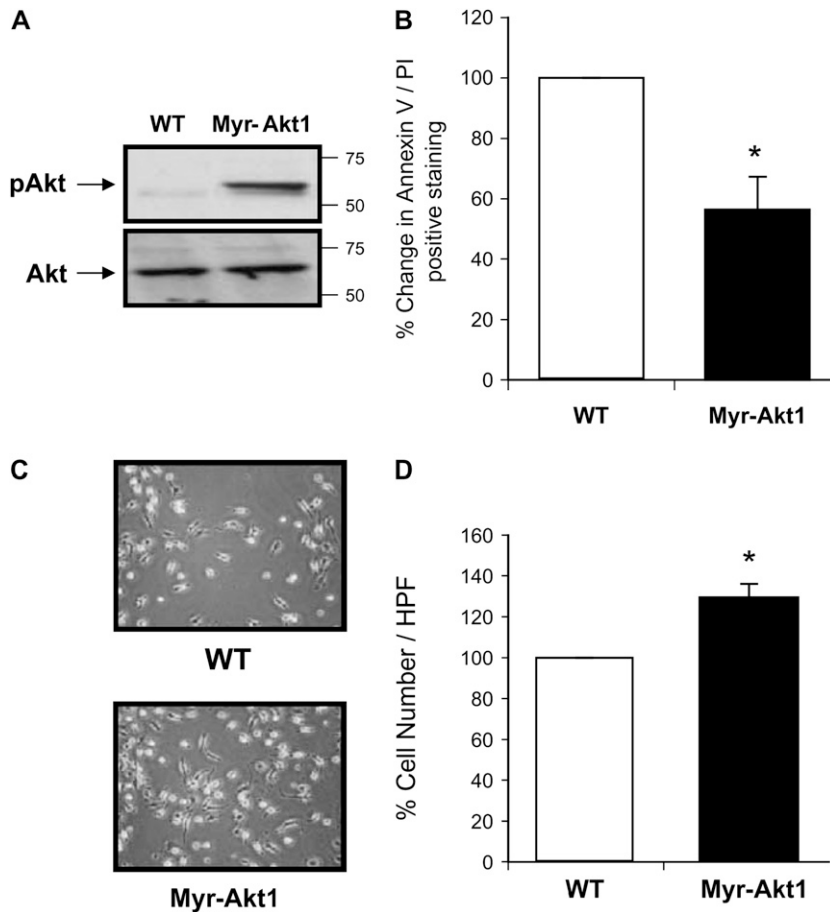 A
WT Myr-Akt1
pAkt
75
50
Akt
75
50
B
% Change in Annexin V / PI
positive staining
120
100
80
60
40
20
0
*
WT Myr-Akt1
C
WT
Myr-Akt1
D
% Cell Number / HPF
160
140
120
100
80
60
40
20
0
*
WT Myr-Akt1